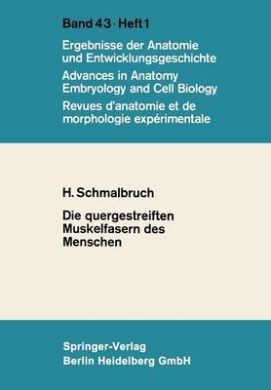 Band 43 · Heft 1
Ergebnisse der Anatomie
und Entwicklungsgeschichte
Advances in Anatomy
Embryology and Cell Biology
Revues d'anatomie et de
morphologie expérimentale
H. Schmalbruch
Die quergestreiften
Muskelfasern des
Menschen
Springer-Verlag
Berlin Heidelberg GmbH